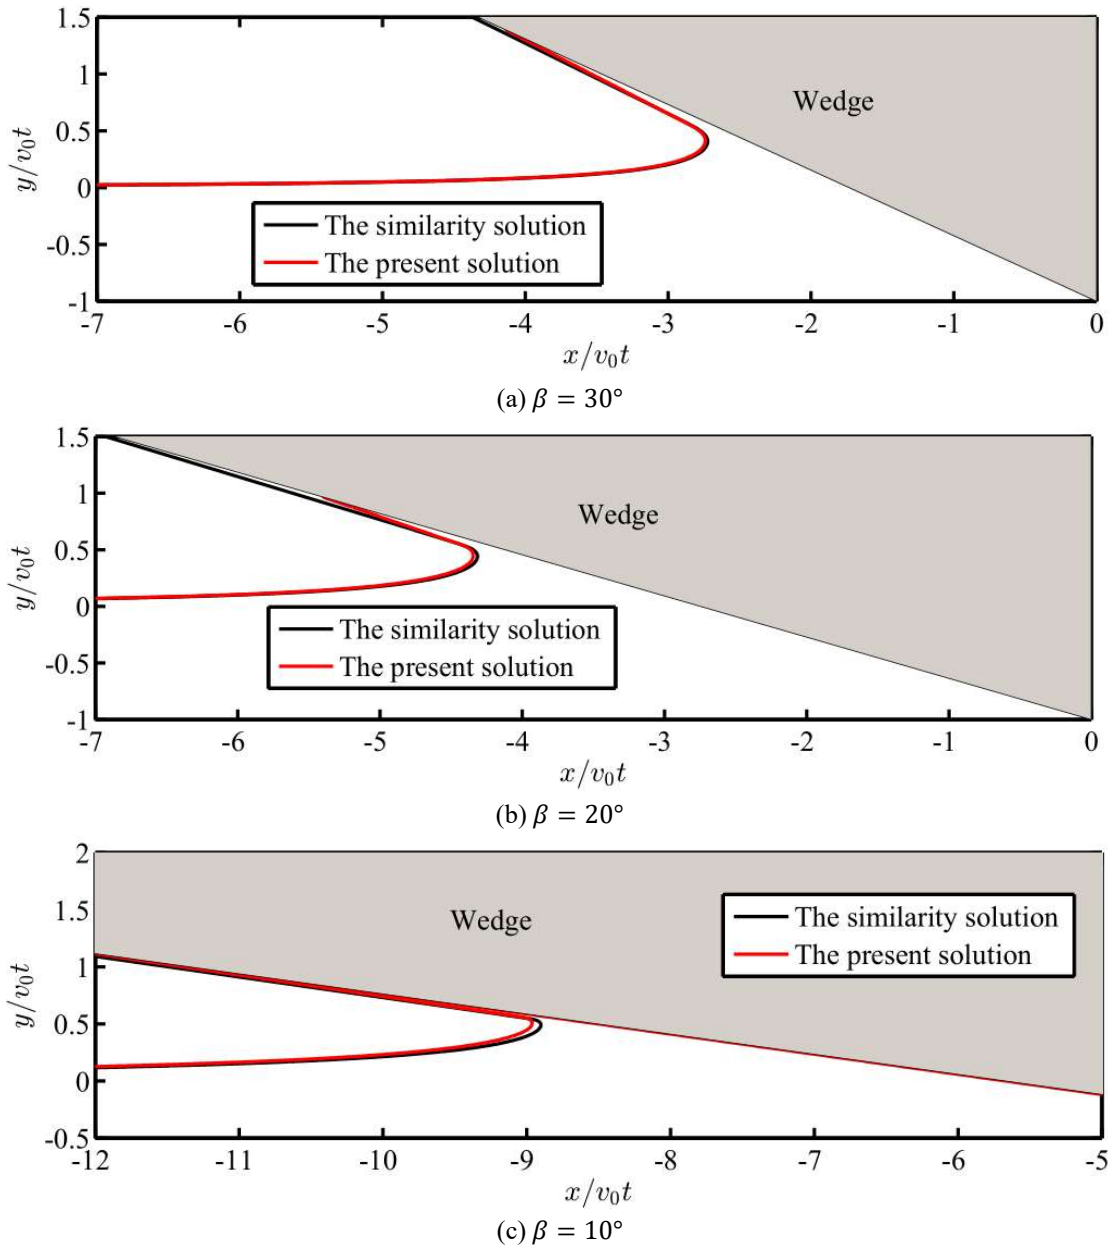 1.5
1
0.5
0
-0.5
-1
y/v₀t
Wedge
The similarity solution
The present solution
-7 -6 -5 -4 -3 -2 -1 0
x/v₀t
(a) β = 30°
1.5
1
0.5
0
-0.5
-1
y/v₀t
Wedge
The similarity solution
The present solution
-7 -6 -5 -4 -3 -2 -1 0
x/v₀t
(b) β = 20°
2
1.5
1
0.5
0
-0.5
y/v₀t
Wedge
The similarity solution
The present solution
-12 -11 -10 -9 -8 -7 -6 -5
x/v₀t
(c) β = 10°